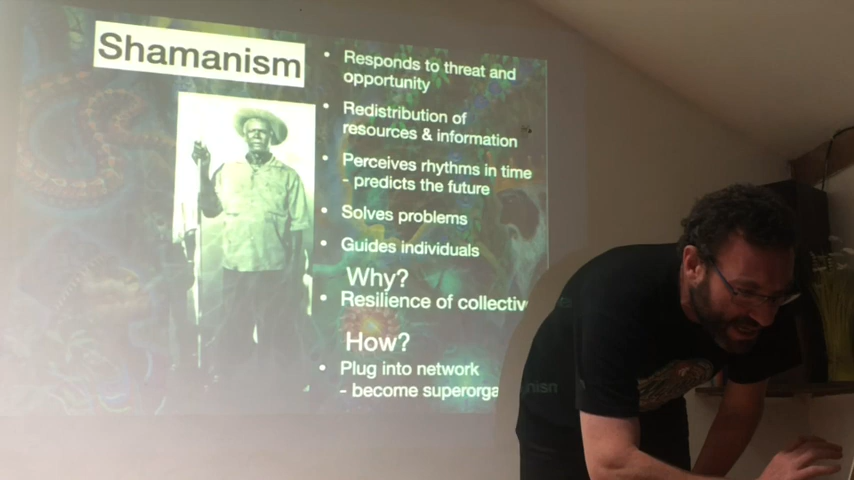 Shamanism
• Responds to threat and
opportunity
• Redistribution of
resources & information
• Perceives rhythms in time
- predicts the future
• Solves problems
• Guides individuals
Why?
• Resilience of collectiv
How?
• Plug into network
- become superorganism